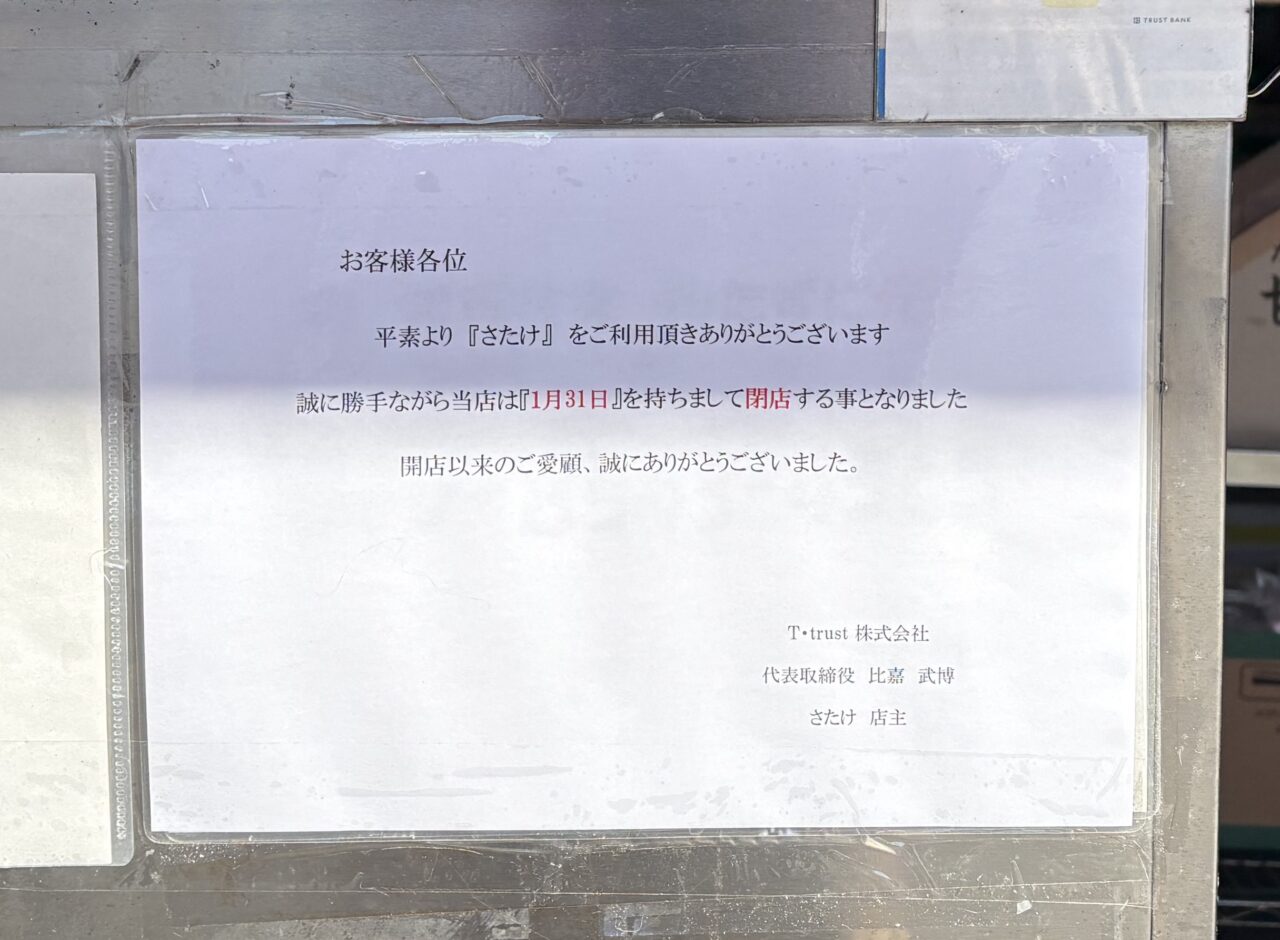 TRUST BANK
お客様各位
平素より『さたけ』をご利用頂きありがとうございます
誠に勝手ながら当店は『1月31日』を持ちまして閉店する事となりました
開店以来のご愛顧、誠にありがとうございました。
T・trust 株式会社
代表取締役 比嘉 武博
さたけ 店主